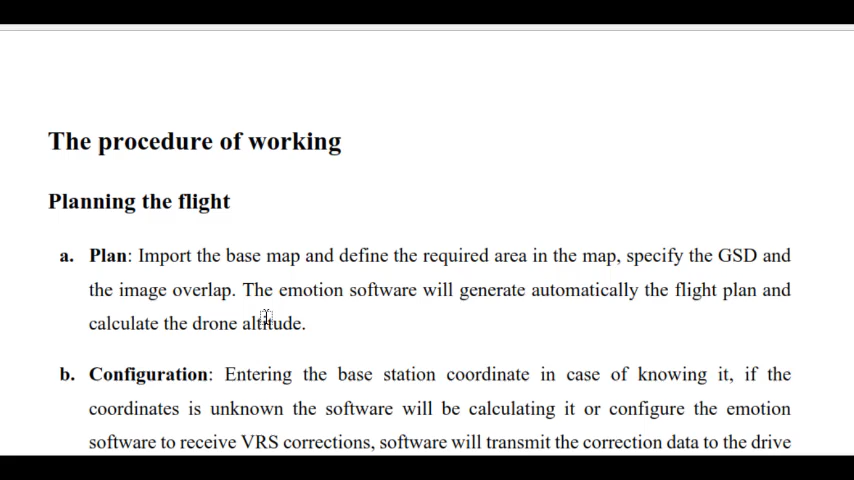 The procedure of working
Planning the flight
a. Plan: Import the base map and define the required area in the map, specify the GSD and
the image overlap. The emotion software will generate automatically the flight plan and
calculate the drone altitude.
b. Configuration: Entering the base station coordinate in case of knowing it, if the
coordinates is unknown the software will be calculating it or configure the emotion
software to receive VRS corrections, software will transmit the correction data to the drive